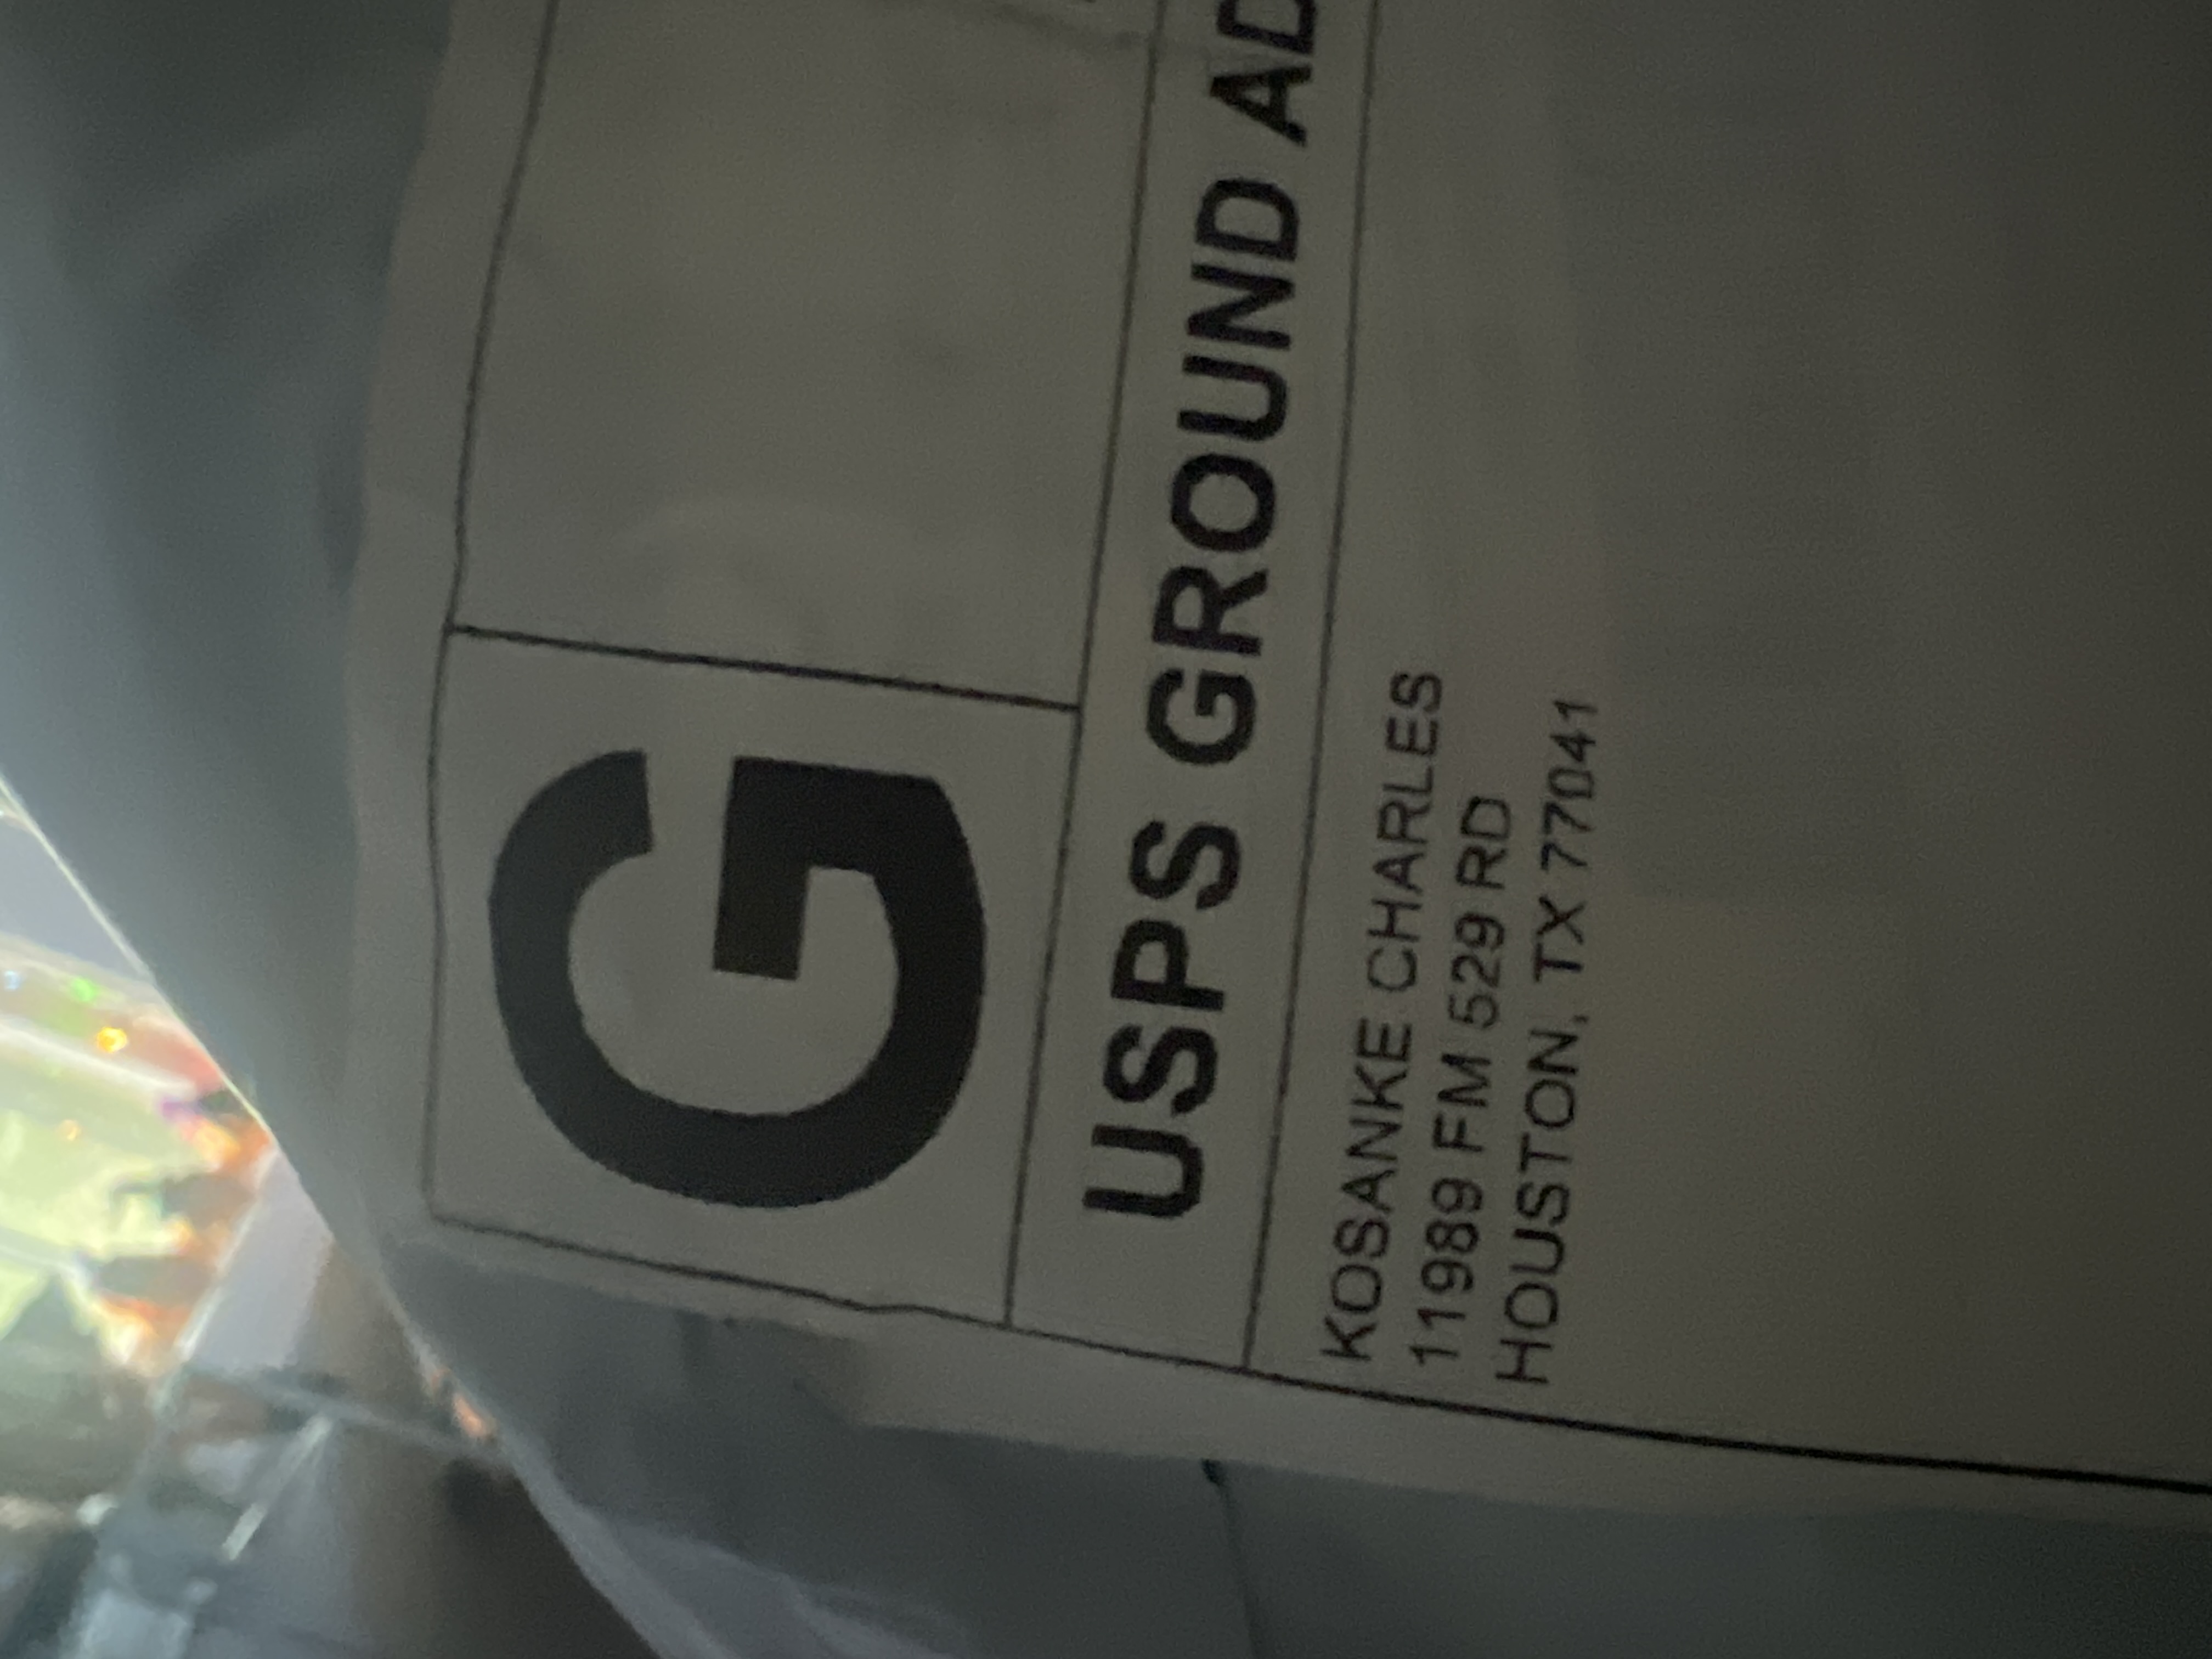 G
USPS GROUND AD
KOSANKE CHARLES
11989 FM 529 RD
HOUSTON, TX 77041